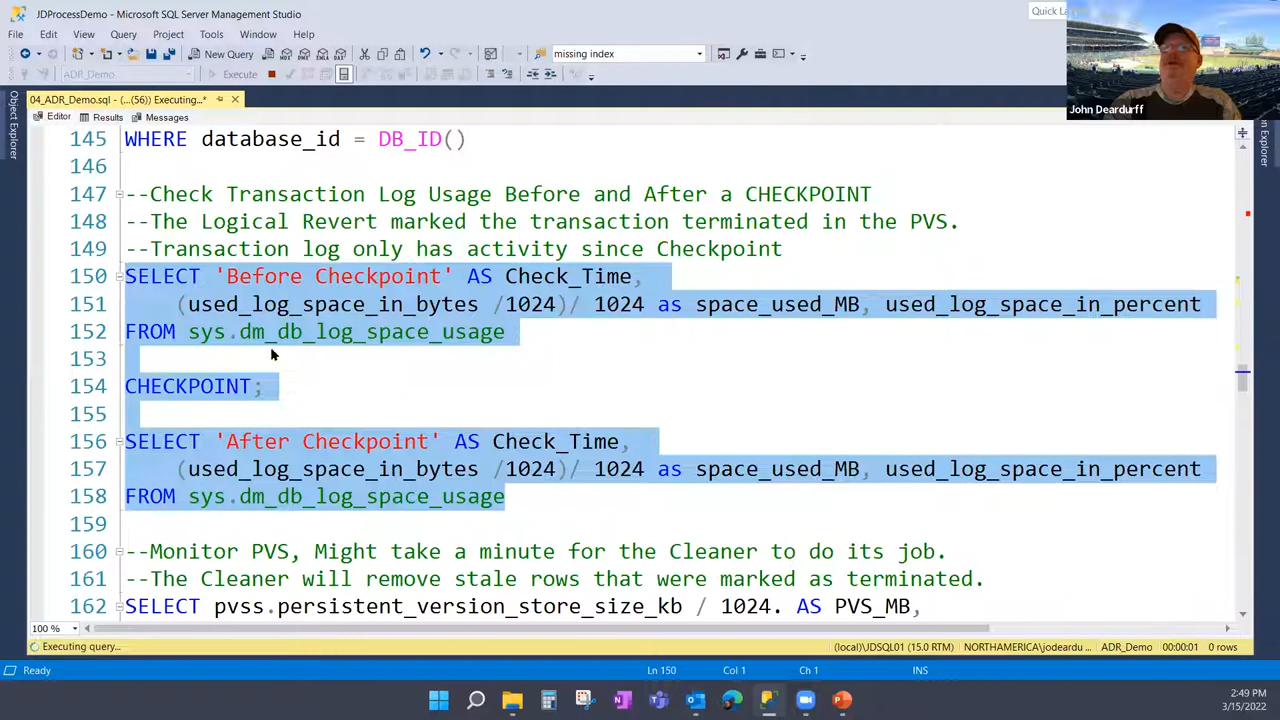 JDProcessDemo - Microsoft SQL Server Management Studio
File Edit View Query Project Tools Window Help
New Query
missing index
ADR_Demo
Execute
04_ADR_Demo.sql - (...(56)) Executing...*
Editor Results Messages
Object Explorer
John Deardurff
145 WHERE database_id = DB_ID()
146
147 --Check Transaction Log Usage Before and After a CHECKPOINT
148 --The Logical Revert marked the transaction terminated in the PVS.
149 --Transaction log only has activity since Checkpoint
150 SELECT 'Before Checkpoint' AS Check_Time,
151 (used_log_space_in_bytes /1024)/ 1024 as space_used_MB, used_log_space_in_percent
152 FROM sys.dm_db_log_space_usage
153
154 CHECKPOINT;
155
156 SELECT 'After Checkpoint' AS Check_Time,
157 (used_log_space_in_bytes /1024)/ 1024 as space_used_MB, used_log_space_in_percent
158 FROM sys.dm_db_log_space_usage
159
160 --Monitor PVS, Might take a minute for the Cleaner to do its job.
161 --The Cleaner will remove stale rows that were marked as terminated.
162 SELECT pvss.persistent_version_store_size_kb / 1024. AS PVS_MB,
100 %
Executing query... (local)\JDSQL01 (15.0 RTM) NORTHAMERICA\jodeardu ... ADR_Demo 00:00:01 0 rows
Ready Ln 150 Col 1 Ch 1 INS
2:49 PM
3/15/2022